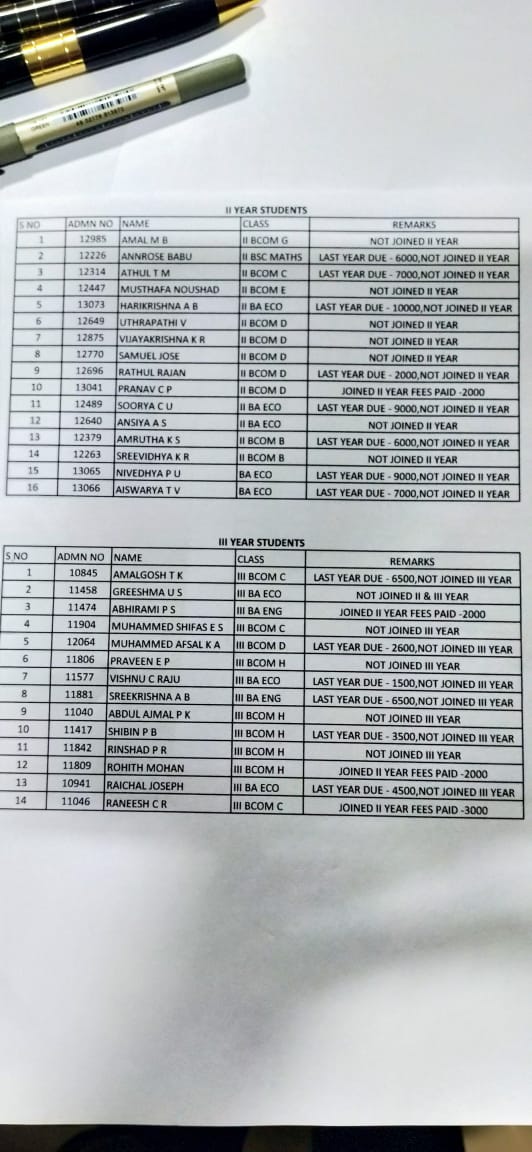 GREEN
II YEAR STUDENTS
S NO ADMN NO NAME CLASS REMARKS
1 12985 AMAL M B II BCOM G NOT JOINED II YEAR
2 12226 ANNROSE BABU II BSC MATHS LAST YEAR DUE - 6000,NOT JOINED II YEAR
3 12314 ATHUL T M II BCOM C LAST YEAR DUE - 7000,NOT JOINED II YEAR
4 12447 MUSTHAFA NOUSHAD II BCOM E NOT JOINED II YEAR
5 13073 HARIKRISHNA A B II BA ECO LAST YEAR DUE - 10000,NOT JOINED II YEAR
6 12649 UTHRAPATHI V II BCOM D NOT JOINED II YEAR
7 12875 VIJAYAKRISHNA K R II BCOM D NOT JOINED II YEAR
8 12770 SAMUEL JOSE II BCOM D NOT JOINED II YEAR
9 12696 RATHUL RAJAN II BCOM D LAST YEAR DUE - 2000,NOT JOINED II YEAR
10 13041 PRANAV C P II BCOM D JOINED II YEAR FEES PAID -2000
11 12489 SOORYA C U II BA ECO LAST YEAR DUE - 9000,NOT JOINED II YEAR
12 12640 ANSIYA A S II BA ECO NOT JOINED II YEAR
13 12379 AMRUTHA K S II BCOM B LAST YEAR DUE - 6000,NOT JOINED II YEAR
14 12263 SREEVIDHYA K R II BCOM B NOT JOINED II YEAR
15 13065 NIVEDHYA P U BA ECO LAST YEAR DUE - 9000,NOT JOINED II YEAR
16 13066 AISWARYA T V BA ECO LAST YEAR DUE - 7000,NOT JOINED II YEAR
III YEAR STUDENTS
S NO ADMN NO NAME CLASS REMARKS
1 10845 AMALGOSH T K III BCOM C LAST YEAR DUE - 6500,NOT JOINED III YEAR
2 11458 GREESHMA U S III BA ECO NOT JOINED II & III YEAR
3 11474 ABHIRAMI P S III BA ENG JOINED II YEAR FEES PAID -2000
4 11904 MUHAMMED SHIFAS E S III BCOM C NOT JOINED III YEAR
5 12064 MUHAMMED AFSAL K A III BCOM D LAST YEAR DUE - 2600,NOT JOINED III YEAR
6 11806 PRAVEEN E P III BCOM H NOT JOINED III YEAR
7 11577 VISHNU C RAJU III BA ECO LAST YEAR DUE - 1500,NOT JOINED III YEAR
8 11881 SREEKRISHNA A B III BA ENG LAST YEAR DUE - 6500,NOT JOINED III YEAR
9 11040 ABDUL AJMAL P K III BCOM H NOT JOINED III YEAR
10 11417 SHIBIN P B III BCOM H LAST YEAR DUE - 3500,NOT JOINED III YEAR
11 11842 RINSHAD P R III BCOM H NOT JOINED III YEAR
12 11809 ROHITH MOHAN III BCOM H JOINED II YEAR FEES PAID -2000
13 10941 RAICHAL JOSEPH III BA ECO LAST YEAR DUE - 4500,NOT JOINED III YEAR
14 11046 RANEESH C R III BCOM C JOINED II YEAR FEES PAID -3000